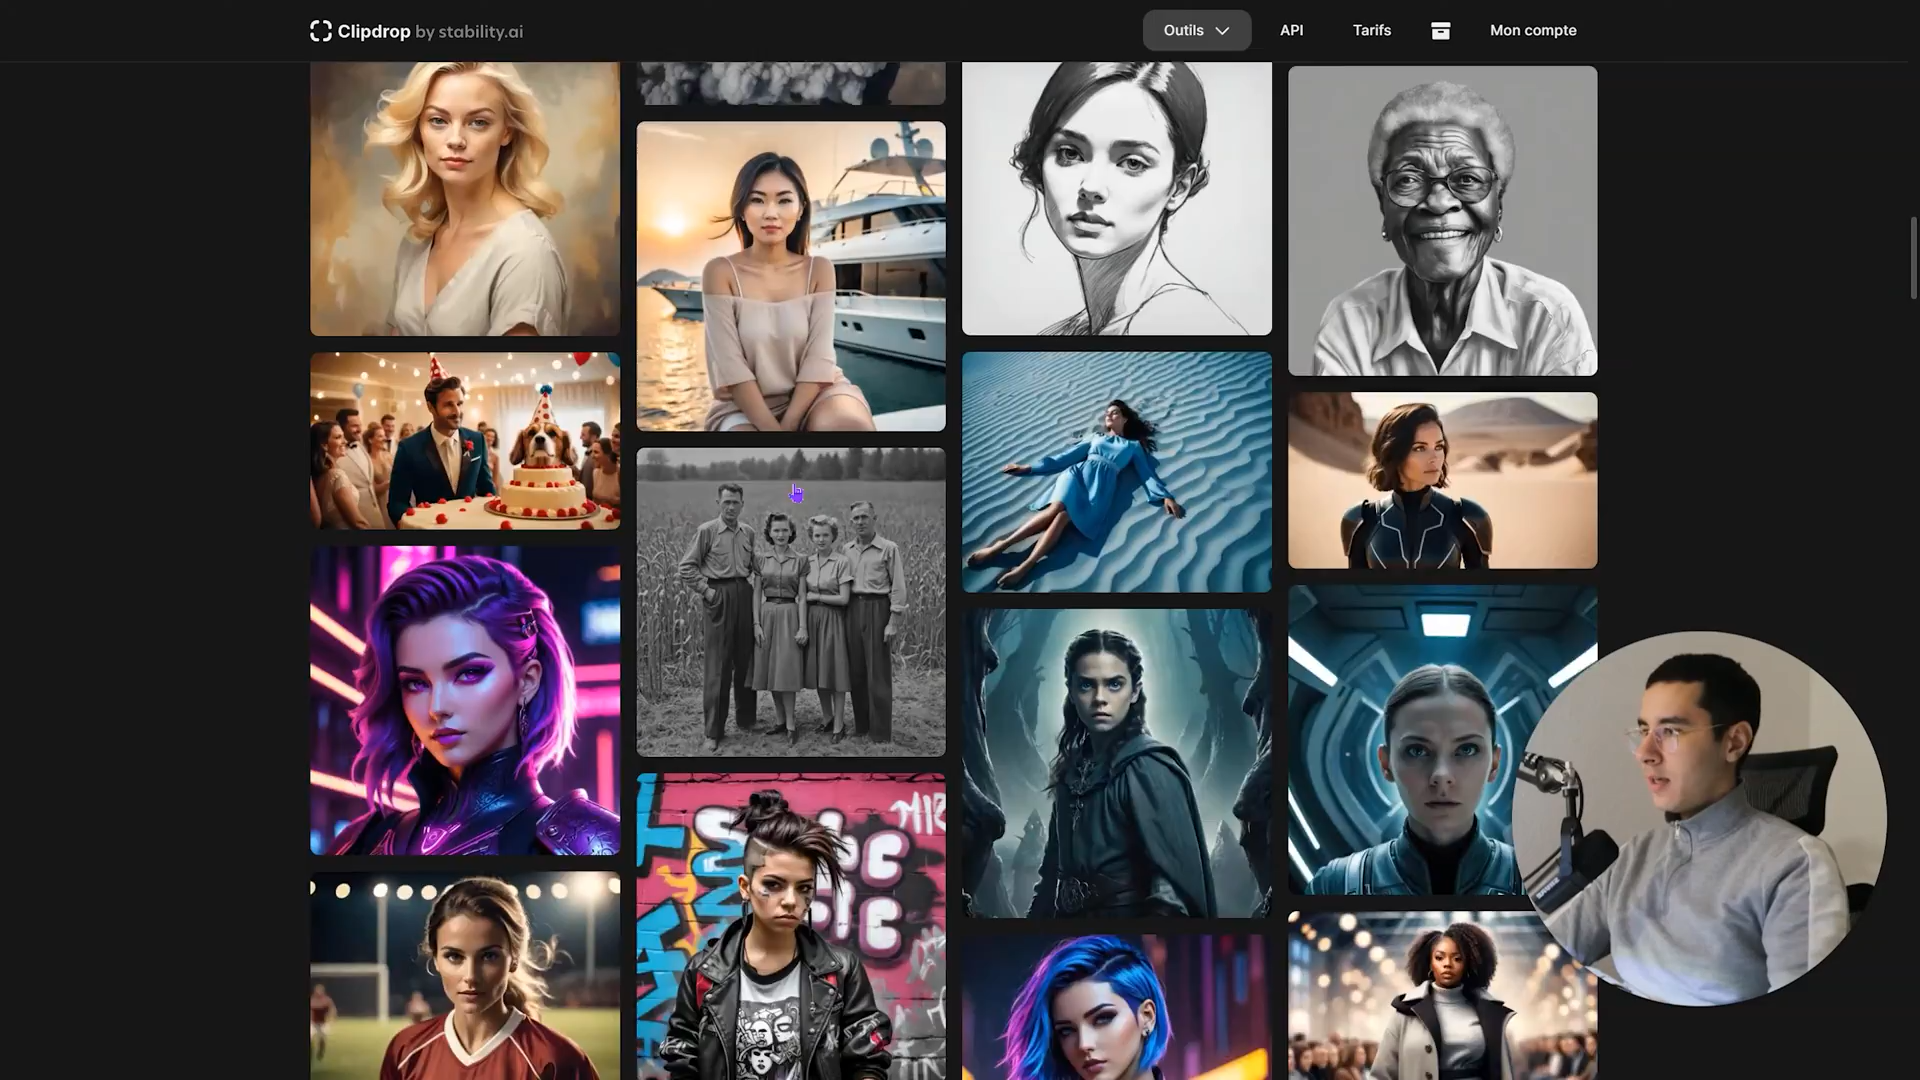 Clipdrop by stability.ai
Outils
API
Tarifs
Mon compte